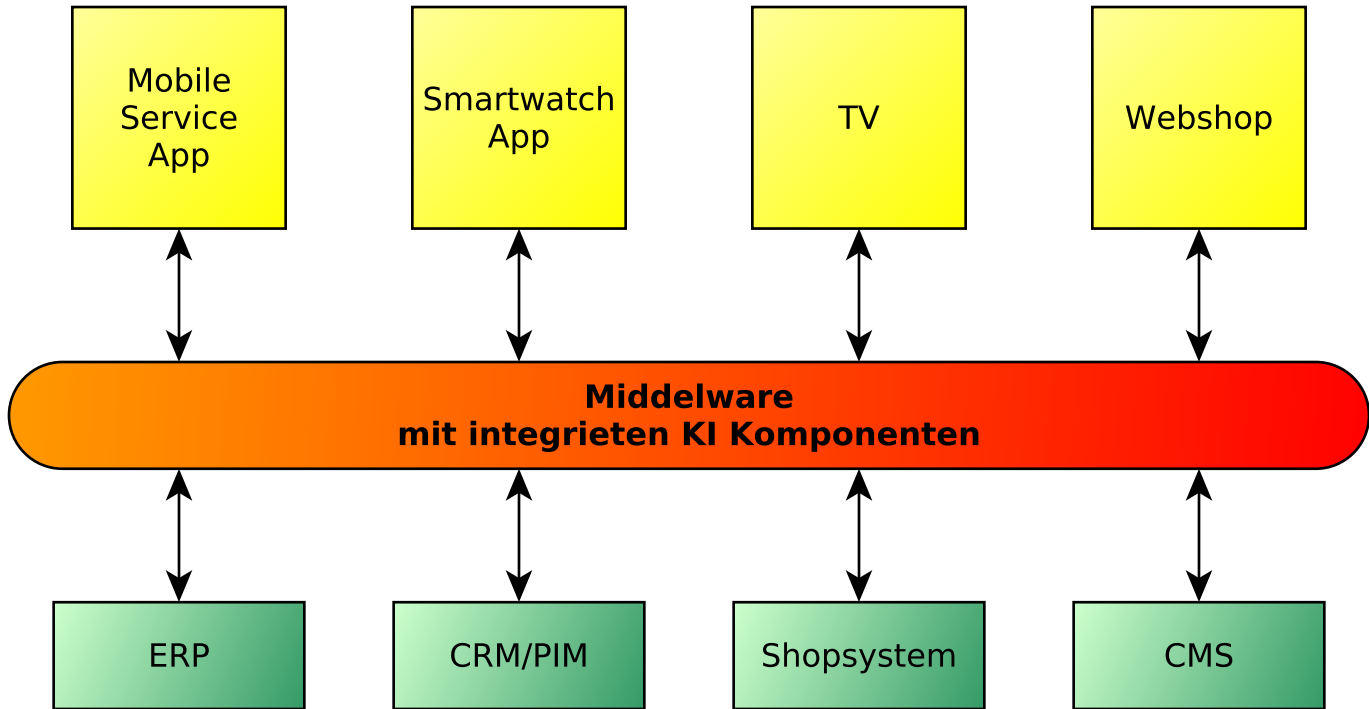 Mobile
Service
App
Smartwatch
App
TV
Webshop
Middelware
mit integrieten KI Komponenten
ERP
CRM/PIM
Shopsystem
CMS